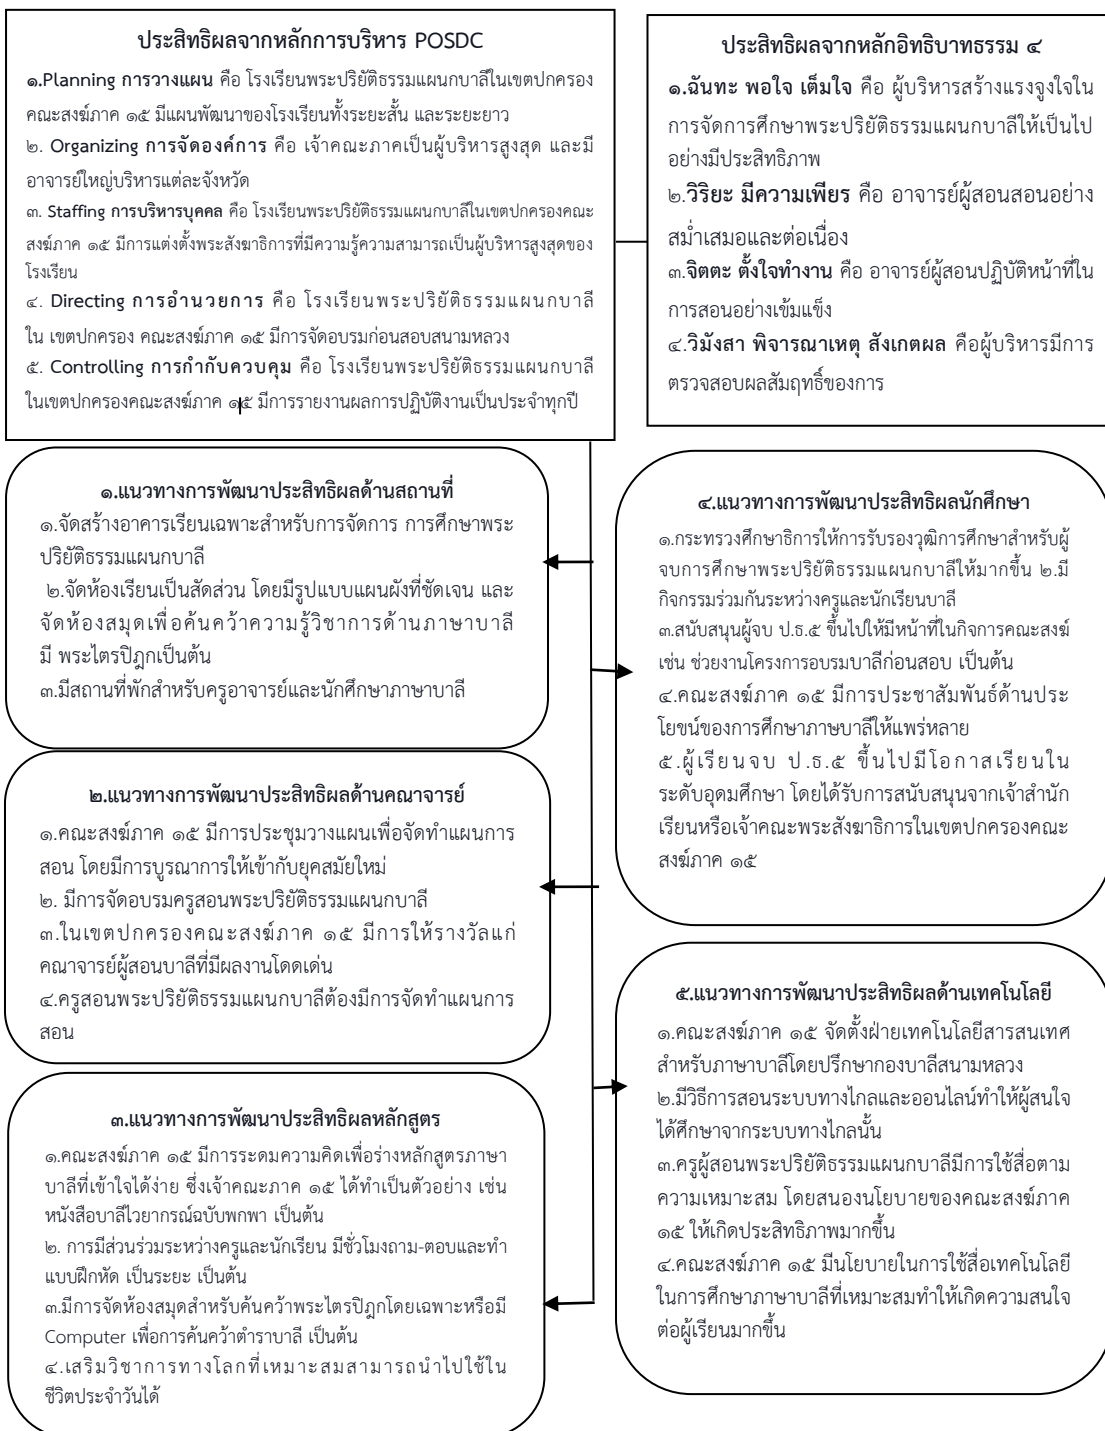 ประสิทธิผลจากหลักการบริหาร POSDC
๑.Planning การวางแผน คือ โรงเรียนพระปริยัติธรรมแผนกบาลีในเขตปกครอง
คณะสงฆ์ภาค ๑๕ มีแผนพัฒนาของโรงเรียนทั้งระยะสั้น และระยะยาว
๒. Organizing การจัดองค์การ คือ เจ้าคณะภาคเป็นผู้บริหารสูงสุด และมี
อาจารย์ใหญ่บริหารแต่ละจังหวัด
๓. Staffing การบริหารบุคคล คือ โรงเรียนพระปริยัติธรรมแผนกบาลีในเขตปกครองคณะ
สงฆ์ภาค ๑๕ มีการแต่งตั้งพระสังฆาธิการที่มีความรู้ความสามารถเป็นผู้บริหารสูงสุดของ
โรงเรียน
๔. Directing การอำนวยการ คือ โรงเรียนพระปริยัติธรรมแผนกบาลี
ใน เขตปกครอง คณะสงฆ์ภาค ๑๕ มีการจัดอบรมก่อนสอบสนามหลวง
๕. Controlling การกำกับควบคุม คือ โรงเรียนพระปริยัติธรรมแผนกบาลี
ในเขตปกครองคณะสงฆ์ภาค ๑๕ มีการรายงานผลการปฏิบัติงานเป็นประจำทุกปี
ประสิทธิผลจากหลักอิทธิบาทธรรม ๔
๑.ฉันทะ พอใจ เต็มใจ คือ ผู้บริหารสร้างแรงจูงใจใน
การจัดการศึกษาพระปริยัติธรรมแผนกบาลีให้เป็นไป
อย่างมีประสิทธิภาพ
๒.วิริยะ มีความเพียร คือ อาจารย์ผู้สอนสอนอย่าง
สม่ำเสมอและต่อเนื่อง
๓.จิตตะ ตั้งใจทำงาน คือ อาจารย์ผู้สอนปฏิบัติหน้าที่ใน
การสอนอย่างเข้มแข็ง
๔.วิมังสา พิจารณาเหตุ สังเกตผล คือผู้บริหารมีการ
ตรวจสอบผลสัมฤทธิ์ของการ
๑.แนวทางการพัฒนาประสิทธิผลด้านสถานที่
๑.จัดสร้างอาคารเรียนเฉพาะสำหรับการจัดการ การศึกษาพระ
ปริยัติธรรมแผนกบาลี
๒.จัดห้องเรียนเป็นสัดส่วน โดยมีรูปแบบแผนผังที่ชัดเจน และ
จัดห้องสมุดเพื่อค้นคว้าความรู้วิชาการด้านภาษาบาลี
มี พระไตรปิฎกเป็นต้น
๓.มีสถานที่พักสำหรับครูอาจารย์และนักศึกษาภาษาบาลี
๒.แนวทางการพัฒนาประสิทธิผลด้านคณาจารย์
๑.คณะสงฆ์ภาค ๑๕ มีการประชุมวางแผนเพื่อจัดทำแผนการ
สอน โดยมีการบูรณาการให้เข้ากับยุคสมัยใหม่
๒. มีการจัดอบรมครูสอนพระปริยัติธรรมแผนกบาลี
๓.ในเขตปกครองคณะสงฆ์ภาค ๑๕ มีการให้รางวัลแก่
คณาจารย์ผู้สอนบาลีที่มีผลงานโดดเด่น
๔.ครูสอนพระปริยัติธรรมแผนกบาลีต้องมีการจัดทำแผนการ
สอน
๓.แนวทางการพัฒนาประสิทธิผลหลักสูตร
๑.คณะสงฆ์ภาค ๑๕ มีการระดมความคิดเพื่อร่างหลักสูตรภาษา
บาลีที่เข้าใจได้ง่าย ซึ่งเจ้าคณะภาค ๑๕ ได้ทำเป็นตัวอย่าง เช่น
หนังสือบาลีไวยากรณ์ฉบับพกพา เป็นต้น
๒. การมีส่วนร่วมระหว่างครูและนักเรียน มีชั่วโมงถาม-ตอบและทำ
แบบฝึกหัด เป็นระยะ เป็นต้น
๓.มีการจัดห้องสมุดสำหรับค้นคว้าพระไตรปิฎกโดยเฉพาะหรือมี
Computer เพื่อการค้นคว้าตำราบาลี เป็นต้น
๔.เสริมวิชาการทางโลกที่เหมาะสมสามารถนำไปใช้ใน
ชีวิตประจำวันได้
๔.แนวทางการพัฒนาประสิทธิผลนักศึกษา
๑.กระทรวงศึกษาธิการให้การรับรองวุฒิการศึกษาสำหรับผู้
จบการศึกษาพระปริยัติธรรมแผนกบาลีให้มากขึ้น ๒.มี
กิจกรรมร่วมกันระหว่างครูและนักเรียนบาลี
๓.สนับสนุนผู้จบ ป.ธ.๕ ขึ้นไปให้มีหน้าที่ในกิจการคณะสงฆ์
เช่น ช่วยงานโครงการอบรมบาลีก่อนสอบ เป็นต้น
๔.คณะสงฆ์ภาค ๑๕ มีการประชาสัมพันธ์ด้านประ
โยขน์ของการศึกษาภาษบาลีให้แพร่หลาย
๕.ผู้เรียนจบ ป.ธ.๕ ขึ้นไปมีโอกาสเรียนใน
ระดับอุดมศึกษา โดยได้รับการสนับสนุนจากเจ้าสำนัก
เรียนหรือเจ้าคณะพระสังฆาธิการในเขตปกครองคณะ
สงฆ์ภาค ๑๕
๕.แนวทางการพัฒนาประสิทธิผลด้านเทคโนโลยี
๑.คณะสงฆ์ภาค ๑๕ จัดตั้งฝ่ายเทคโนโลยีสารสนเทศ
สำหรับภาษาบาลีโดยปรึกษากองบาลีสนามหลวง
๒.มีวิธีการสอนระบบทางไกลและออนไลน์ทำให้ผู้สนใจ
ได้ศึกษาจากระบบทางไกลนั้น
๓.ครูผู้สอนพระปริยัติธรรมแผนกบาลีมีการใช้สื่อตาม
ความเหมาะสม โดยสนองนโยบายของคณะสงฆ์ภาค
๑๕ ให้เกิดประสิทธิภาพมากขึ้น
๔.คณะสงฆ์ภาค ๑๕ มีนโยบายในการใช้สื่อเทคโนโลยี
ในการศึกษาภาษาบาลีที่เหมาะสมทำให้เกิดความสนใจ
ต่อผู้เรียนมากขึ้น